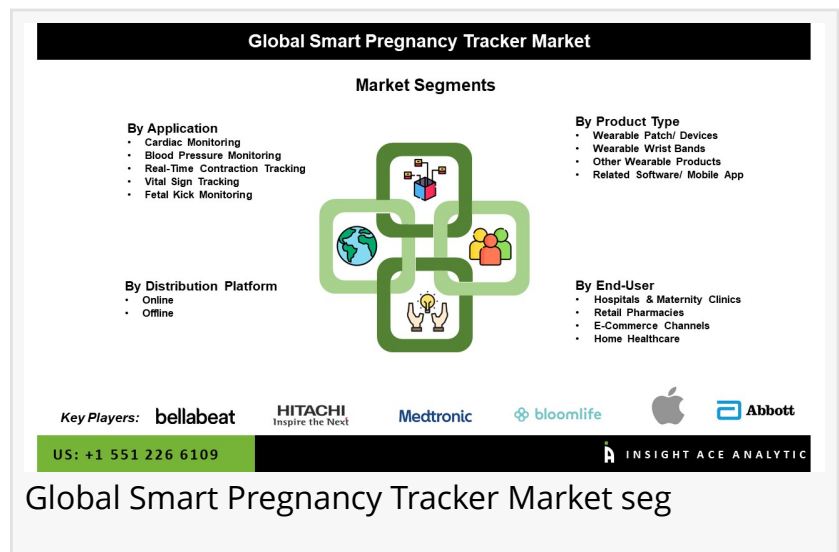 Global Smart Pregnancy Tracker Market
Market Segments
By Application
• Cardiac Monitoring
• Blood Pressure Monitoring
• Real-Time Contraction Tracking
• Vital Sign Tracking
• Fetal Kick Monitoring
By Product Type
• Wearable Patch/ Devices
• Wearable Wrist Bands
• Other Wearable Products
• Related Software/ Mobile App
By Distribution Platform
• Online
• Offline
By End-User
• Hospitals & Maternity Clinics
• Retail Pharmacies
• E-Commerce Channels
• Home Healthcare
Key Players:
bellabeat
HITACHI
Inspire the Next
Medtronic
bloomlife
Abbott
US: +1 551 226 6109
INSIGHT ACE ANALYTIC
Global Smart Pregnancy Tracker Market seg